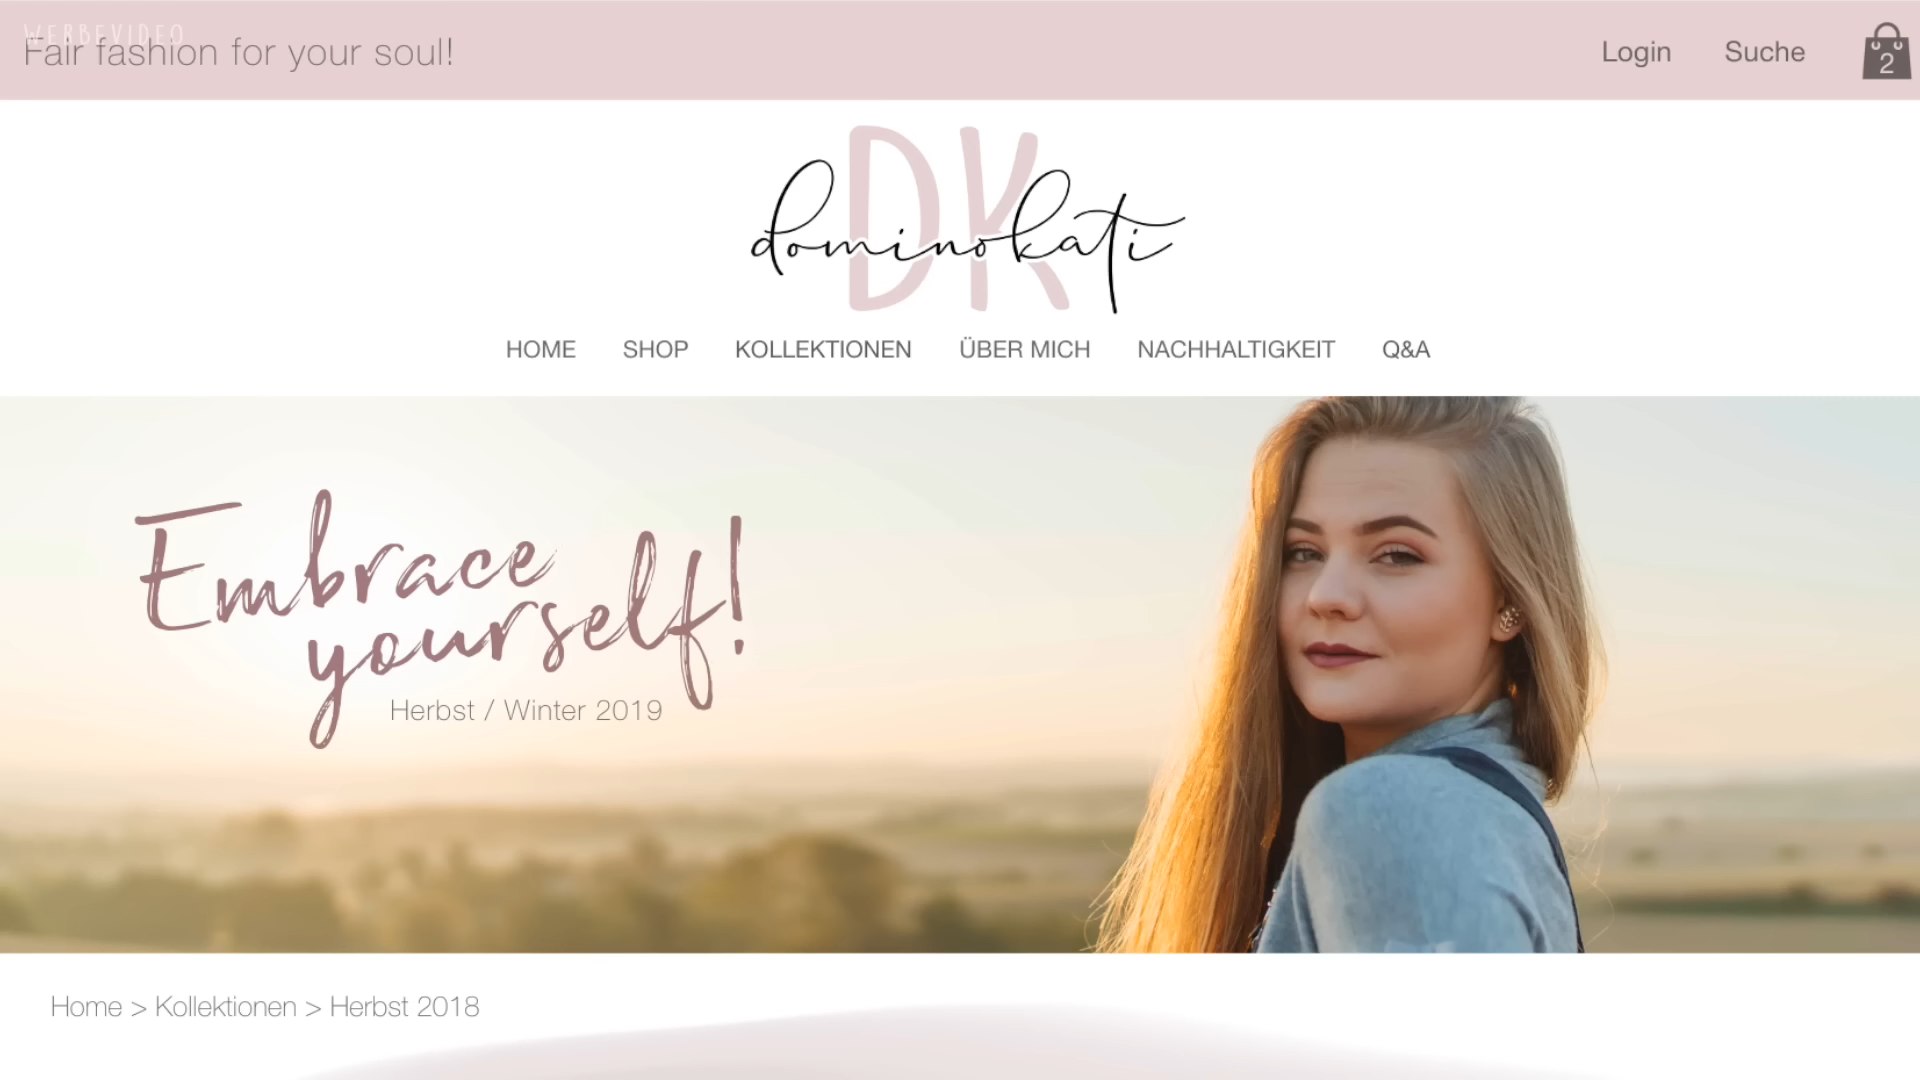 WERBEVIDEO
Fair fashion for your soul!
Login Suche 2
DK
dominokati
HOME SHOP KOLLEKTIONEN ÜBER MICH NACHHALTIGKEIT Q&A
Embrace
yourself!
Herbst / Winter 2019
Home > Kollektionen > Herbst 2018